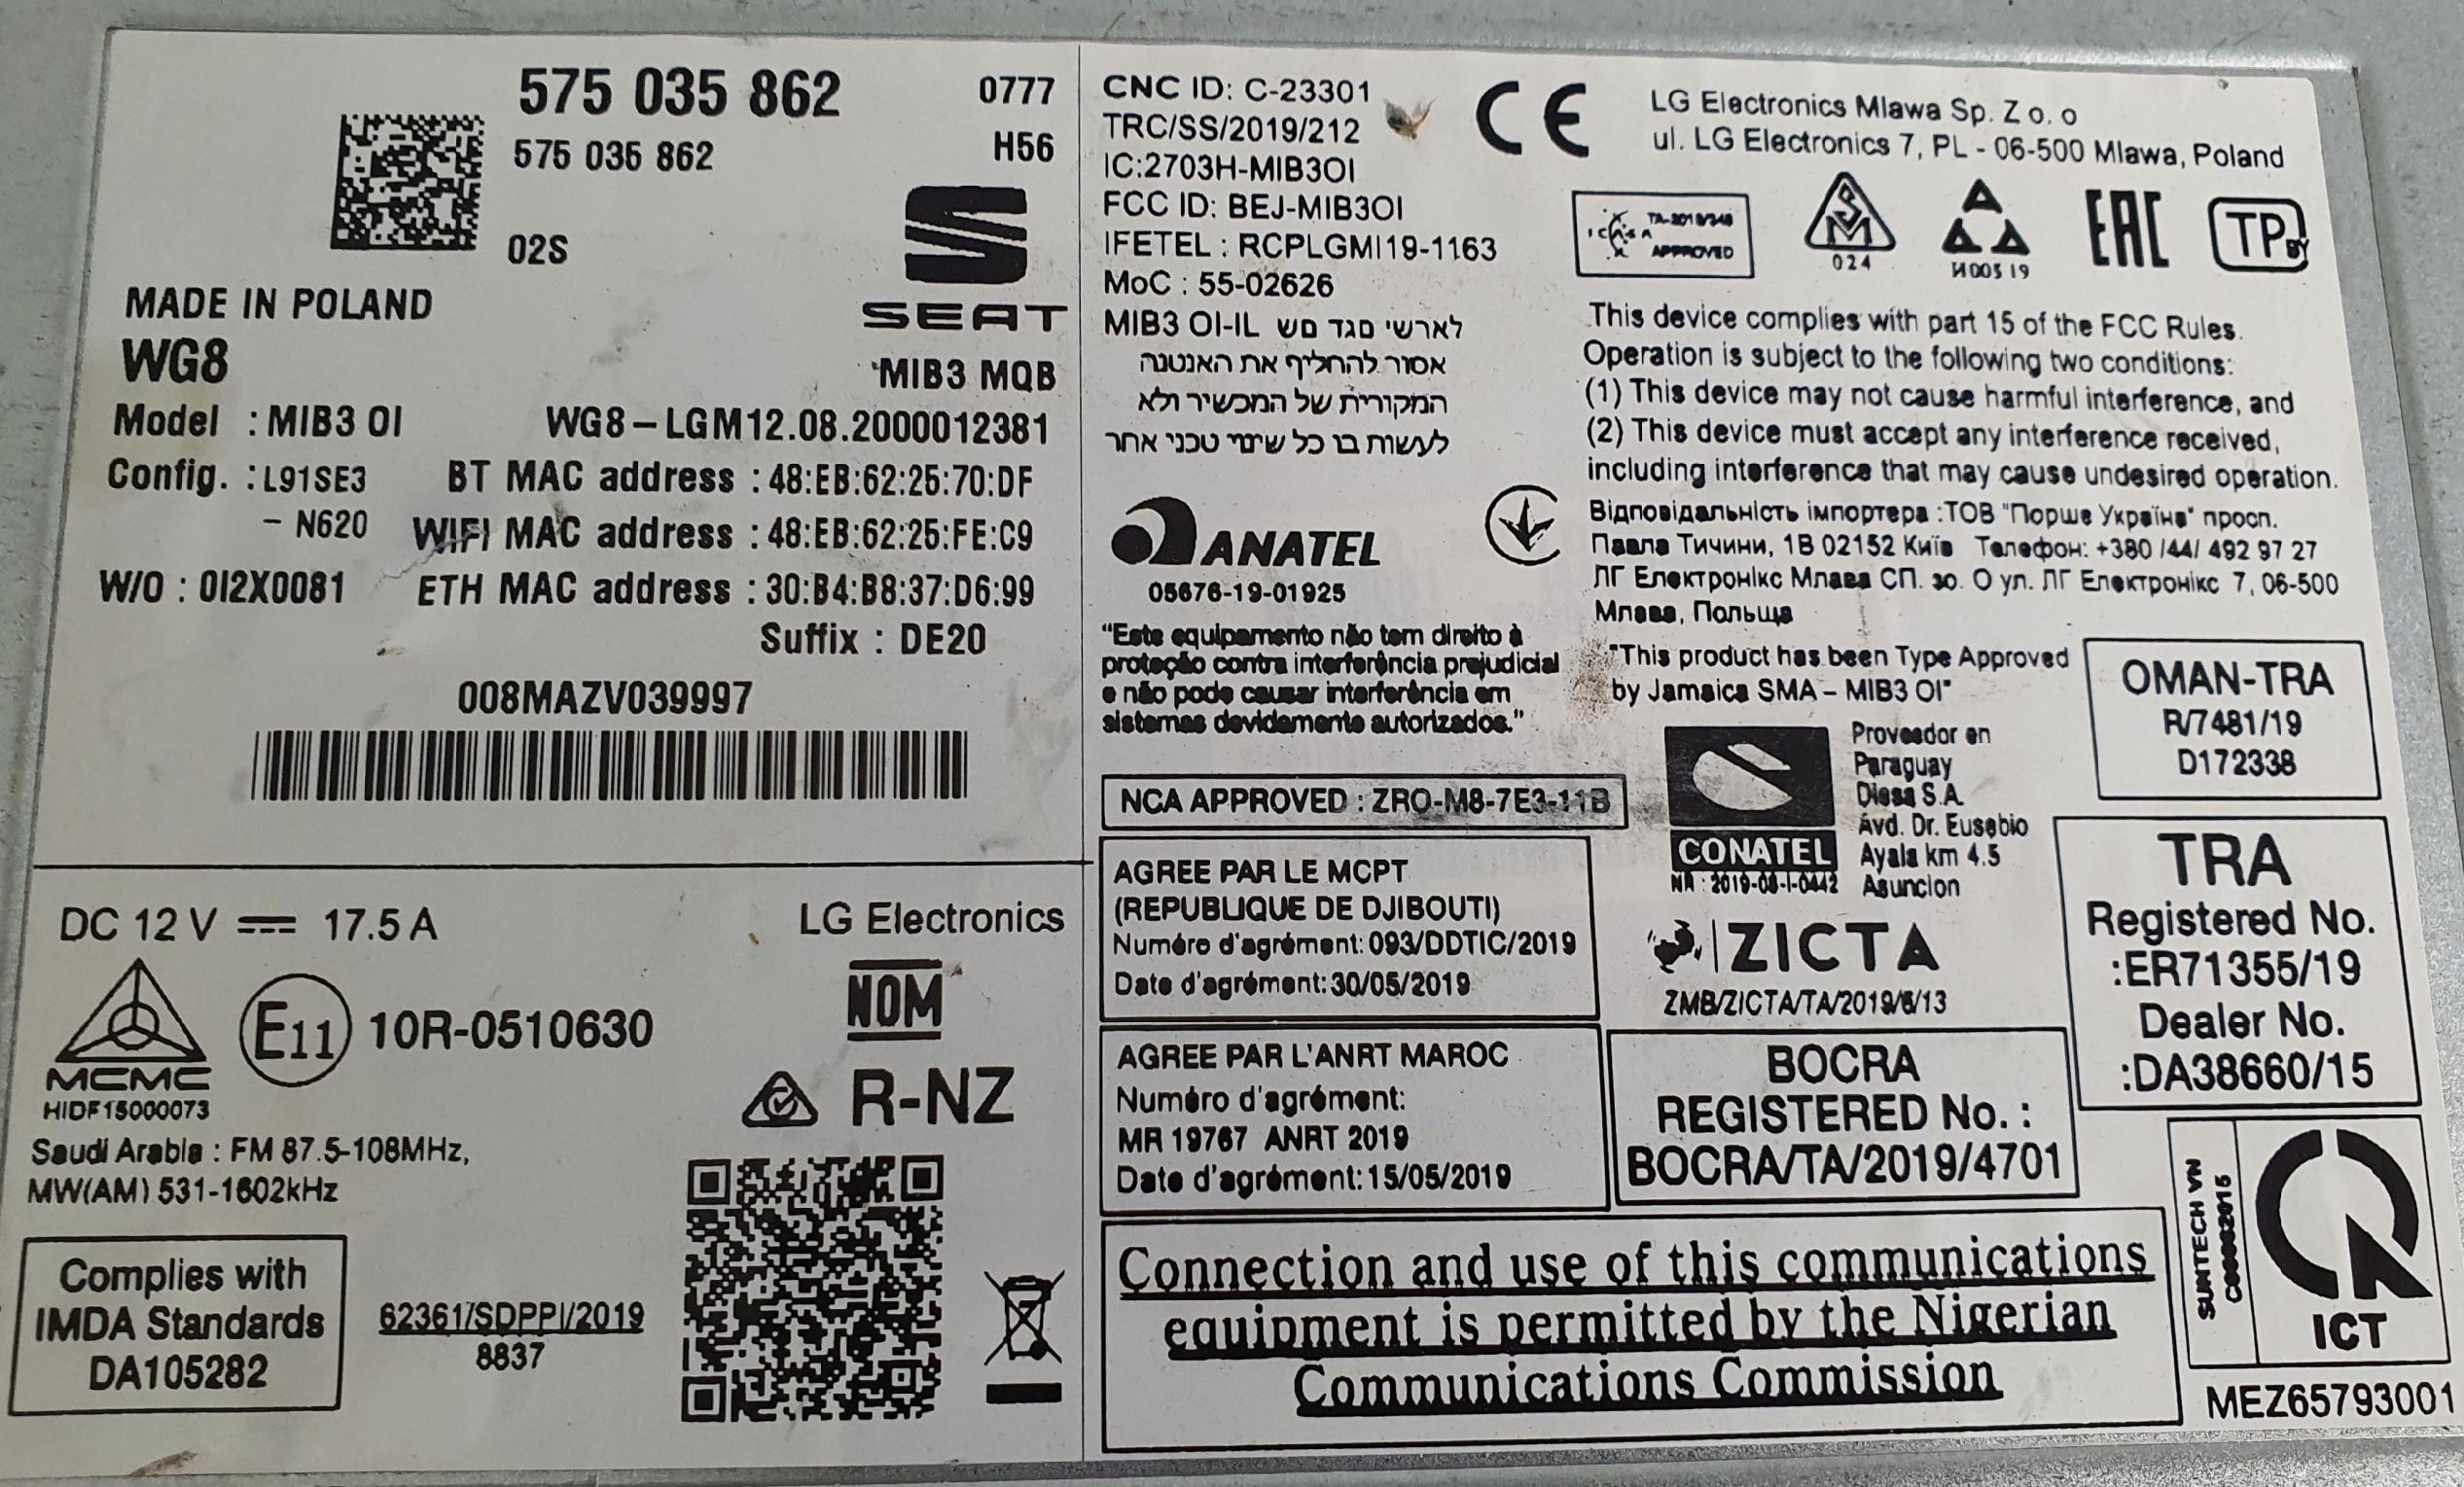 575 035 862
0777
575 035 862
H56
02S
SEAT
MADE IN POLAND
WG8
MIB3 MQB
Model : MIB3 OI
WG8-LGM12.08.2000012381
Config. : L91SE3
- N620
BT MAC address : 48:EB:62:25:70:DF
WIFI MAC address : 48:EB:62:25:FE:C9
W/O : 0I2X0081
ETH MAC address : 30:B4:B8:37:D6:99
Suffix : DE20
008MAZV039997
DC 12 V 17.5 A
LG Electronics
MCMC
HIDF15000073
E11
10R-0510630
NOM
R-NZ
Saudi Arabia : FM 87.5-108MHz,
MW(AM) 531-1602kHz
Complies with
IMDA Standards
DA105282
62361/SDPPI/2019
8837
CNC ID: C-23301
TRC/SS/2019/212
IC:2703H-MIB3OI
FCC ID: BEJ-MIB3OI
IFETEL : RCPLGMI19-1163
MoC : 55-02626
MIB3 OI-IL לארשי םגד םש
אסור להחליף את האנטנה
המקורית של המכשיר ולא
לעשות בו כל שינוי טכני אחר
CE
LG Electronics Mlawa Sp. Z o. o
ul. LG Electronics 7, PL - 06-500 Mlawa, Poland
ICASA
APPROVED
SM
024
И005 19
EAC
TP
BY
This device complies with part 15 of the FCC Rules.
Operation is subject to the following two conditions:
(1) This device may not cause harmful interference, and
(2) This device must accept any interference received,
including interference that may cause undesired operation.
Відповідальність імпортера :ТОВ "Порше Україна" просп.
Павла Тичини, 1В 02152 Київ Телефон: +380 /44/ 492 97 27
ЛГ Електронікс Млава СП. зо. О ул. ЛГ Електронікс 7, 06-500
Млава, Польща
ANATEL
05676-19-01925
"Este equipamento não tem direito à
proteção contra interferência prejudicial
e não pode causar interferência em
sistemas devidamente autorizados."
"This product has been Type Approved
by Jamaica SMA – MIB3 OI"
OMAN-TRA
R/7481/19
D172338
NCA APPROVED : ZRO-M8-7E3-11B
CONATEL
NR : 2019-08-I-0442
Proveedor en
Paraguay
Diesa S.A.
Avd. Dr. Eusebio
Ayala km 4.5
Asuncion
TRA
Registered No.
:ER71355/19
Dealer No.
:DA38660/15
AGREE PAR LE MCPT
(REPUBLIQUE DE DJIBOUTI)
Numéro d'agrément: 093/DDTIC/2019
Date d'agrément: 30/05/2019
ZICTA
ZMB/ZICTA/TA/2019/6/13
AGREE PAR L'ANRT MAROC
Numéro d'agrément:
MR 19767 ANRT 2019
Date d'agrément: 15/05/2019
BOCRA
REGISTERED No. :
BOCRA/TA/2019/4701
Connection and use of this communications
equipment is permitted by the Nigerian
Communications Commission
SUNTECH VN
ICT
MEZ65793001